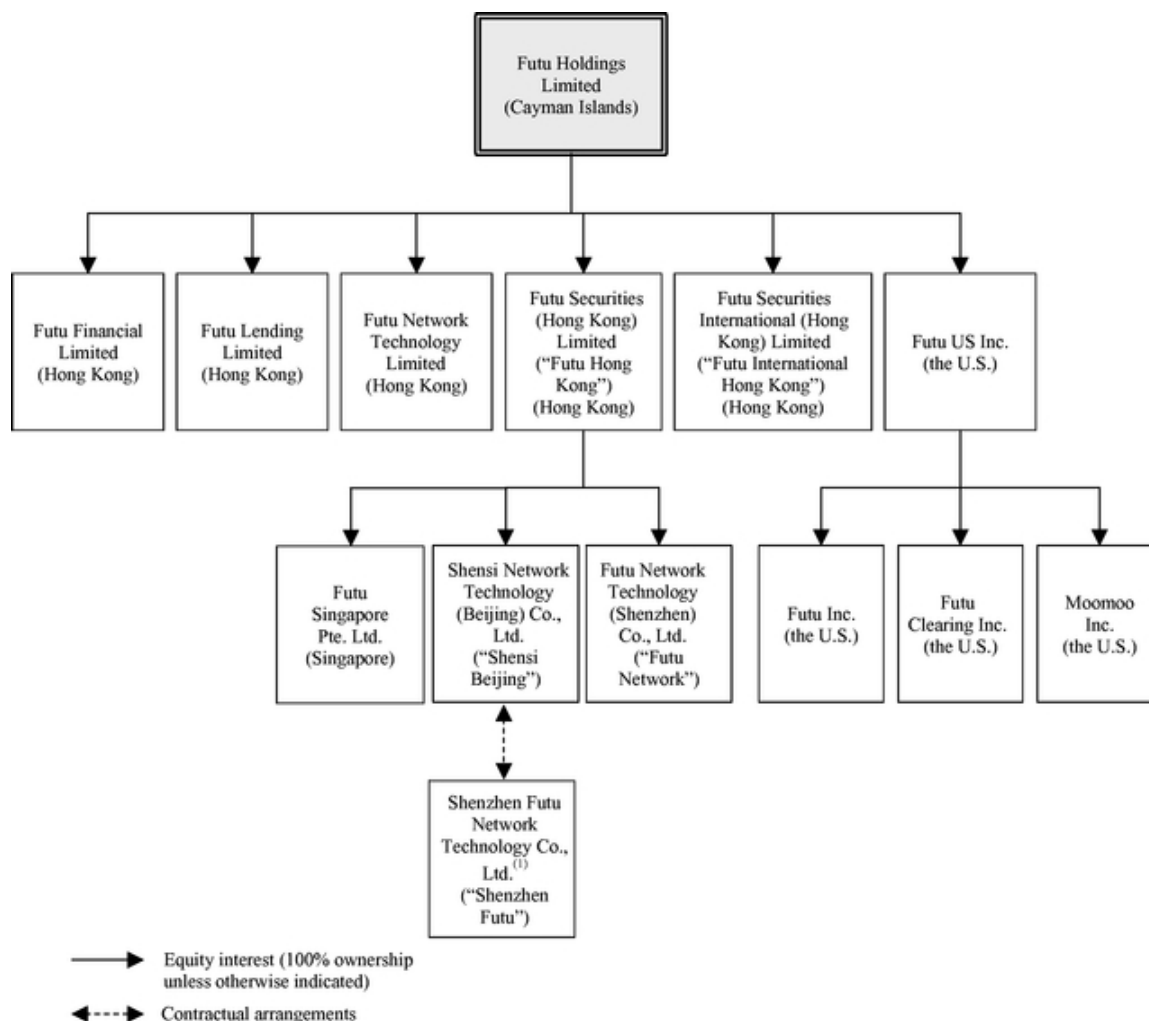 Futu Holdings
Limited
(Cayman Islands)
Futu Financial
Limited
(Hong Kong)
Futu Lending
Limited
(Hong Kong)
Futu Network
Technology
Limited
(Hong Kong)
Futu Securities
(Hong Kong)
Limited
(“Futu Hong
Kong”)
(Hong Kong)
Futu Securities
International (Hong
Kong) Limited
(“Futu International
Hong Kong”)
(Hong Kong)
Futu US Inc.
(the U.S.)
Futu
Singapore
Pte. Ltd.
(Singapore)
Shensi Network
Technology
(Beijing) Co.,
Ltd.
(“Shensi
Beijing”)
Futu Network
Technology
(Shenzhen)
Co., Ltd.
(“Futu
Network”)
Futu Inc.
(the U.S.)
Futu
Clearing Inc.
(the U.S.)
Moomoo
Inc.
(the U.S.)
Shenzhen Futu
Network
Technology Co.,
Ltd.(1)
(“Shenzhen
Futu”)
Equity interest (100% ownership
unless otherwise indicated)
Contractual arrangements